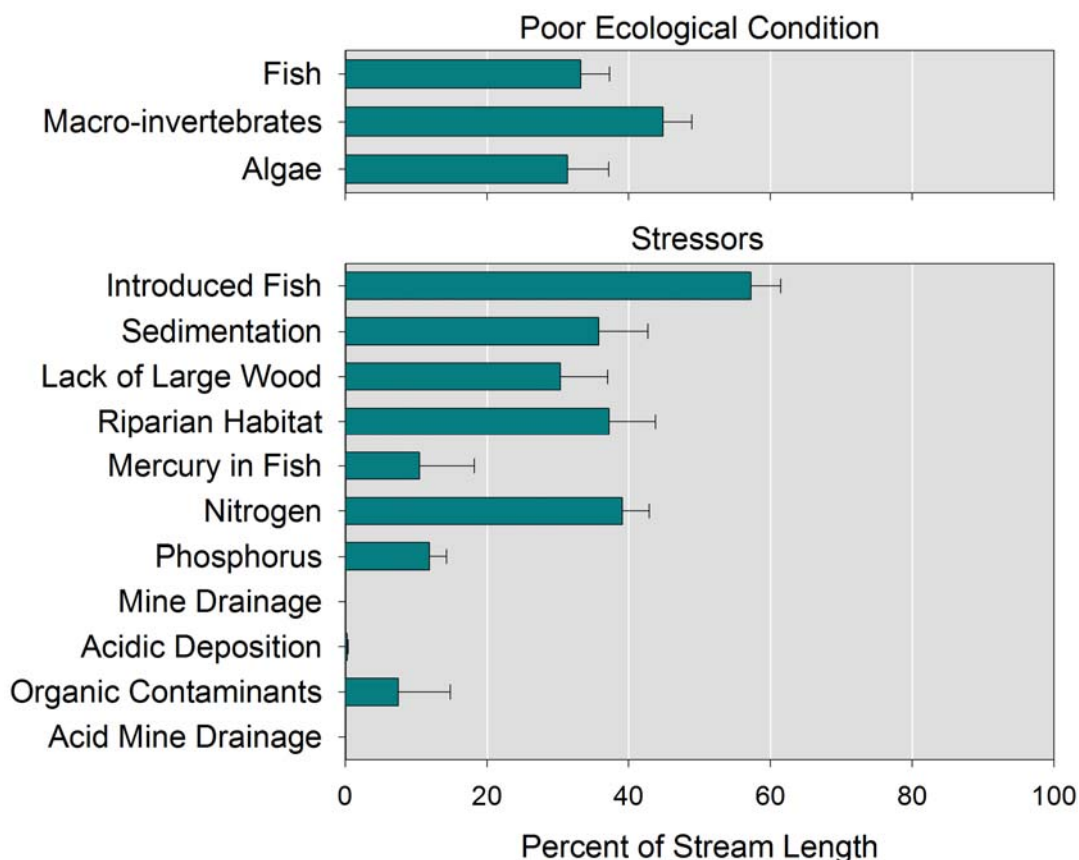 Poor Ecological Condition
Fish
Macro-invertebrates
Algae
Stressors
Introduced Fish
Sedimentation
Lack of Large Wood
Riparian Habitat
Mercury in Fish
Nitrogen
Phosphorus
Mine Drainage
Acidic Deposition
Organic Contaminants
Acid Mine Drainage
0 20 40 60 80 100
Percent of Stream Length